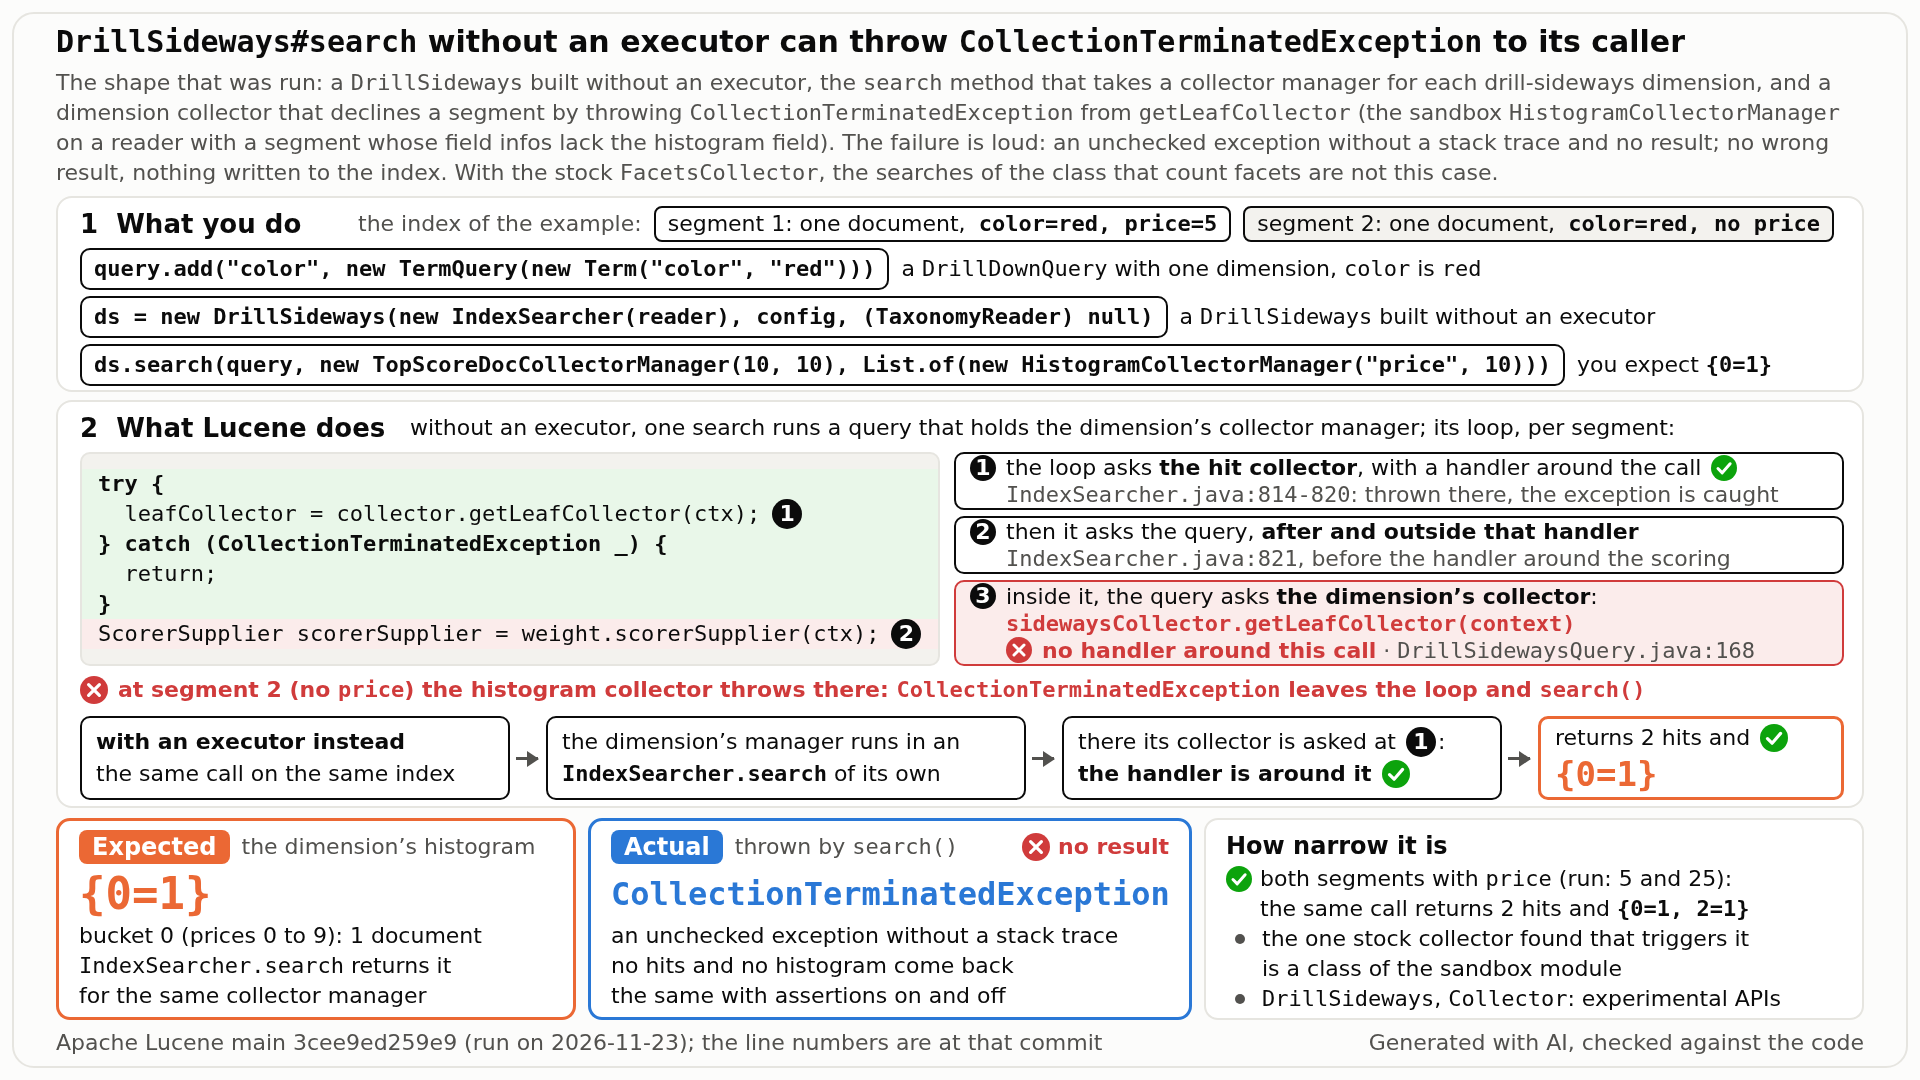 DrillSideways#search without an executor can throw CollectionTerminatedException to its caller
The shape that was run: a DrillSideways built without an executor, the search method that takes a collector manager for each drill-sideways dimension, and a
dimension collector that declines a segment by throwing CollectionTerminatedException from getLeafCollector (the sandbox HistogramCollectorManager
on a reader with a segment whose field infos lack the histogram field). The failure is loud: an unchecked exception without a stack trace and no result; no wrong
result, nothing written to the index. With the stock FacetsCollector, the searches of the class that count facets are not this case.
1 What you do the index of the example: segment 1: one document, color=red, price=5 segment 2: one document, color=red, no price
query.add("color", new TermQuery(new Term("color", "red"))) a DrillDownQuery with one dimension, color is red
ds = new DrillSideways(new IndexSearcher(reader), config, (TaxonomyReader) null) a DrillSideways built without an executor
ds.search(query, new TopScoreDocCollectorManager(10, 10), List.of(new HistogramCollectorManager("price", 10))) you expect {0=1}
2 What Lucene does without an executor, one search runs a query that holds the dimension’s collector manager; its loop, per segment:
try {
leafCollector = collector.getLeafCollector(ctx); 1
} catch (CollectionTerminatedException _) {
return;
}
ScorerSupplier scorerSupplier = weight.scorerSupplier(ctx); 2
1 the loop asks the hit collector, with a handler around the call
IndexSearcher.java:814-820: thrown there, the exception is caught
2 then it asks the query, after and outside that handler
IndexSearcher.java:821, before the handler around the scoring
3 inside it, the query asks the dimension’s collector:
sidewaysCollector.getLeafCollector(context)
no handler around this call · DrillSidewaysQuery.java:168
at segment 2 (no price) the histogram collector throws there: CollectionTerminatedException leaves the loop and search()
with an executor instead
the same call on the same index
the dimension’s manager runs in an
IndexSearcher.search of its own
there its collector is asked at 1:
the handler is around it
returns 2 hits and
{0=1}
Expected the dimension’s histogram
{0=1}
bucket 0 (prices 0 to 9): 1 document
IndexSearcher.search returns it
for the same collector manager
Actual thrown by search() no result
CollectionTerminatedException
an unchecked exception without a stack trace
no hits and no histogram come back
the same with assertions on and off
How narrow it is
both segments with price (run: 5 and 25):
the same call returns 2 hits and {0=1, 2=1}
• the one stock collector found that triggers it
is a class of the sandbox module
• DrillSideways, Collector: experimental APIs
Apache Lucene main 3cee9ed259e9 (run on 2026-11-23); the line numbers are at that commit
Generated with AI, checked against the code